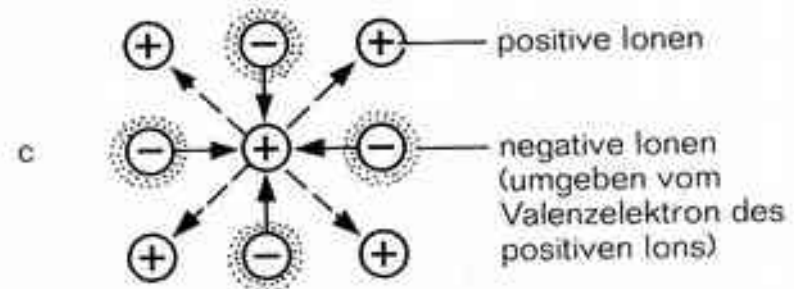 positive Ionen
c
negative Ionen
(umgeben vom
Valenzelektron des
positiven Ions)